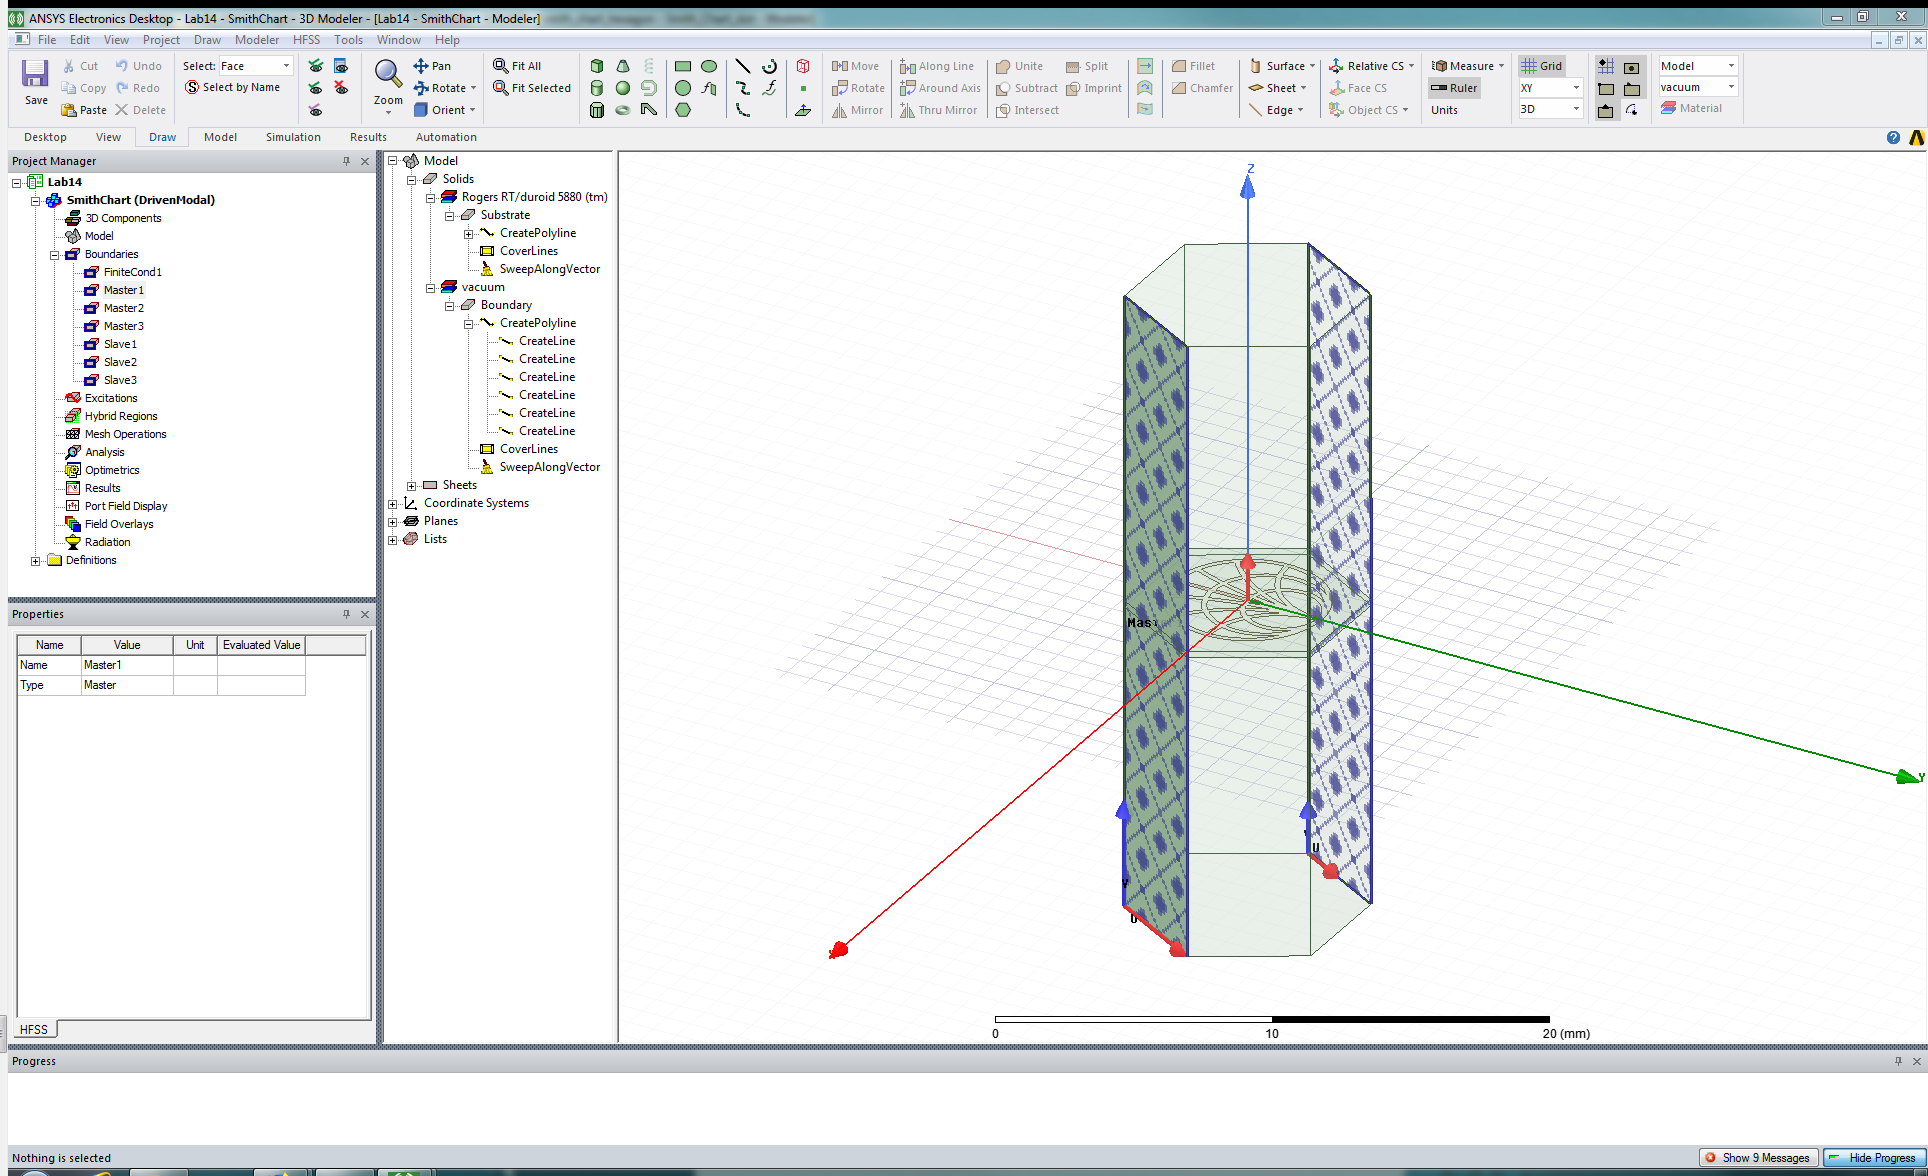 ANSYS Electronics Desktop - Lab14 - SmithChart - 3D Modeler - [Lab14 - SmithChart - Modeler]
File Edit View Project Draw Modeler HFSS Tools Window Help
Save
Cut Undo
Copy Redo
Paste Delete
Select: Face
Select by Name
Zoom
Pan
Rotate
Orient
Fit All
Fit Selected
Move Along Line Unite Split Fillet
Rotate Around Axis Subtract Imprint Chamfer
Mirror Thru Mirror Intersect
Surface Relative CS Measure Grid Model
Sheet Face CS Ruler XY vacuum
Edge Object CS Units 3D Material
Desktop View Draw Model Simulation Results Automation
Project Manager
Lab14
SmithChart (DrivenModal)
3D Components
Model
Boundaries
FiniteCond1
Master1
Master2
Master3
Slave1
Slave2
Slave3
Excitations
Hybrid Regions
Mesh Operations
Analysis
Optimetrics
Results
Port Field Display
Field Overlays
Radiation
Definitions
Properties
Name Value Unit Evaluated Value
Name Master1
Type Master
HFSS
Model
Solids
Rogers RT/duroid 5880 (tm)
Substrate
CreatePolyline
CoverLines
SweepAlongVector
vacuum
Boundary
CreatePolyline
CreateLine
CreateLine
CreateLine
CreateLine
CreateLine
CreateLine
CoverLines
SweepAlongVector
Sheets
Coordinate Systems
Planes
Lists
Z
Mas
Y
U
V
U
0 10 20 (mm)
Progress
Nothing is selected
Show 9 Messages Hide Progress